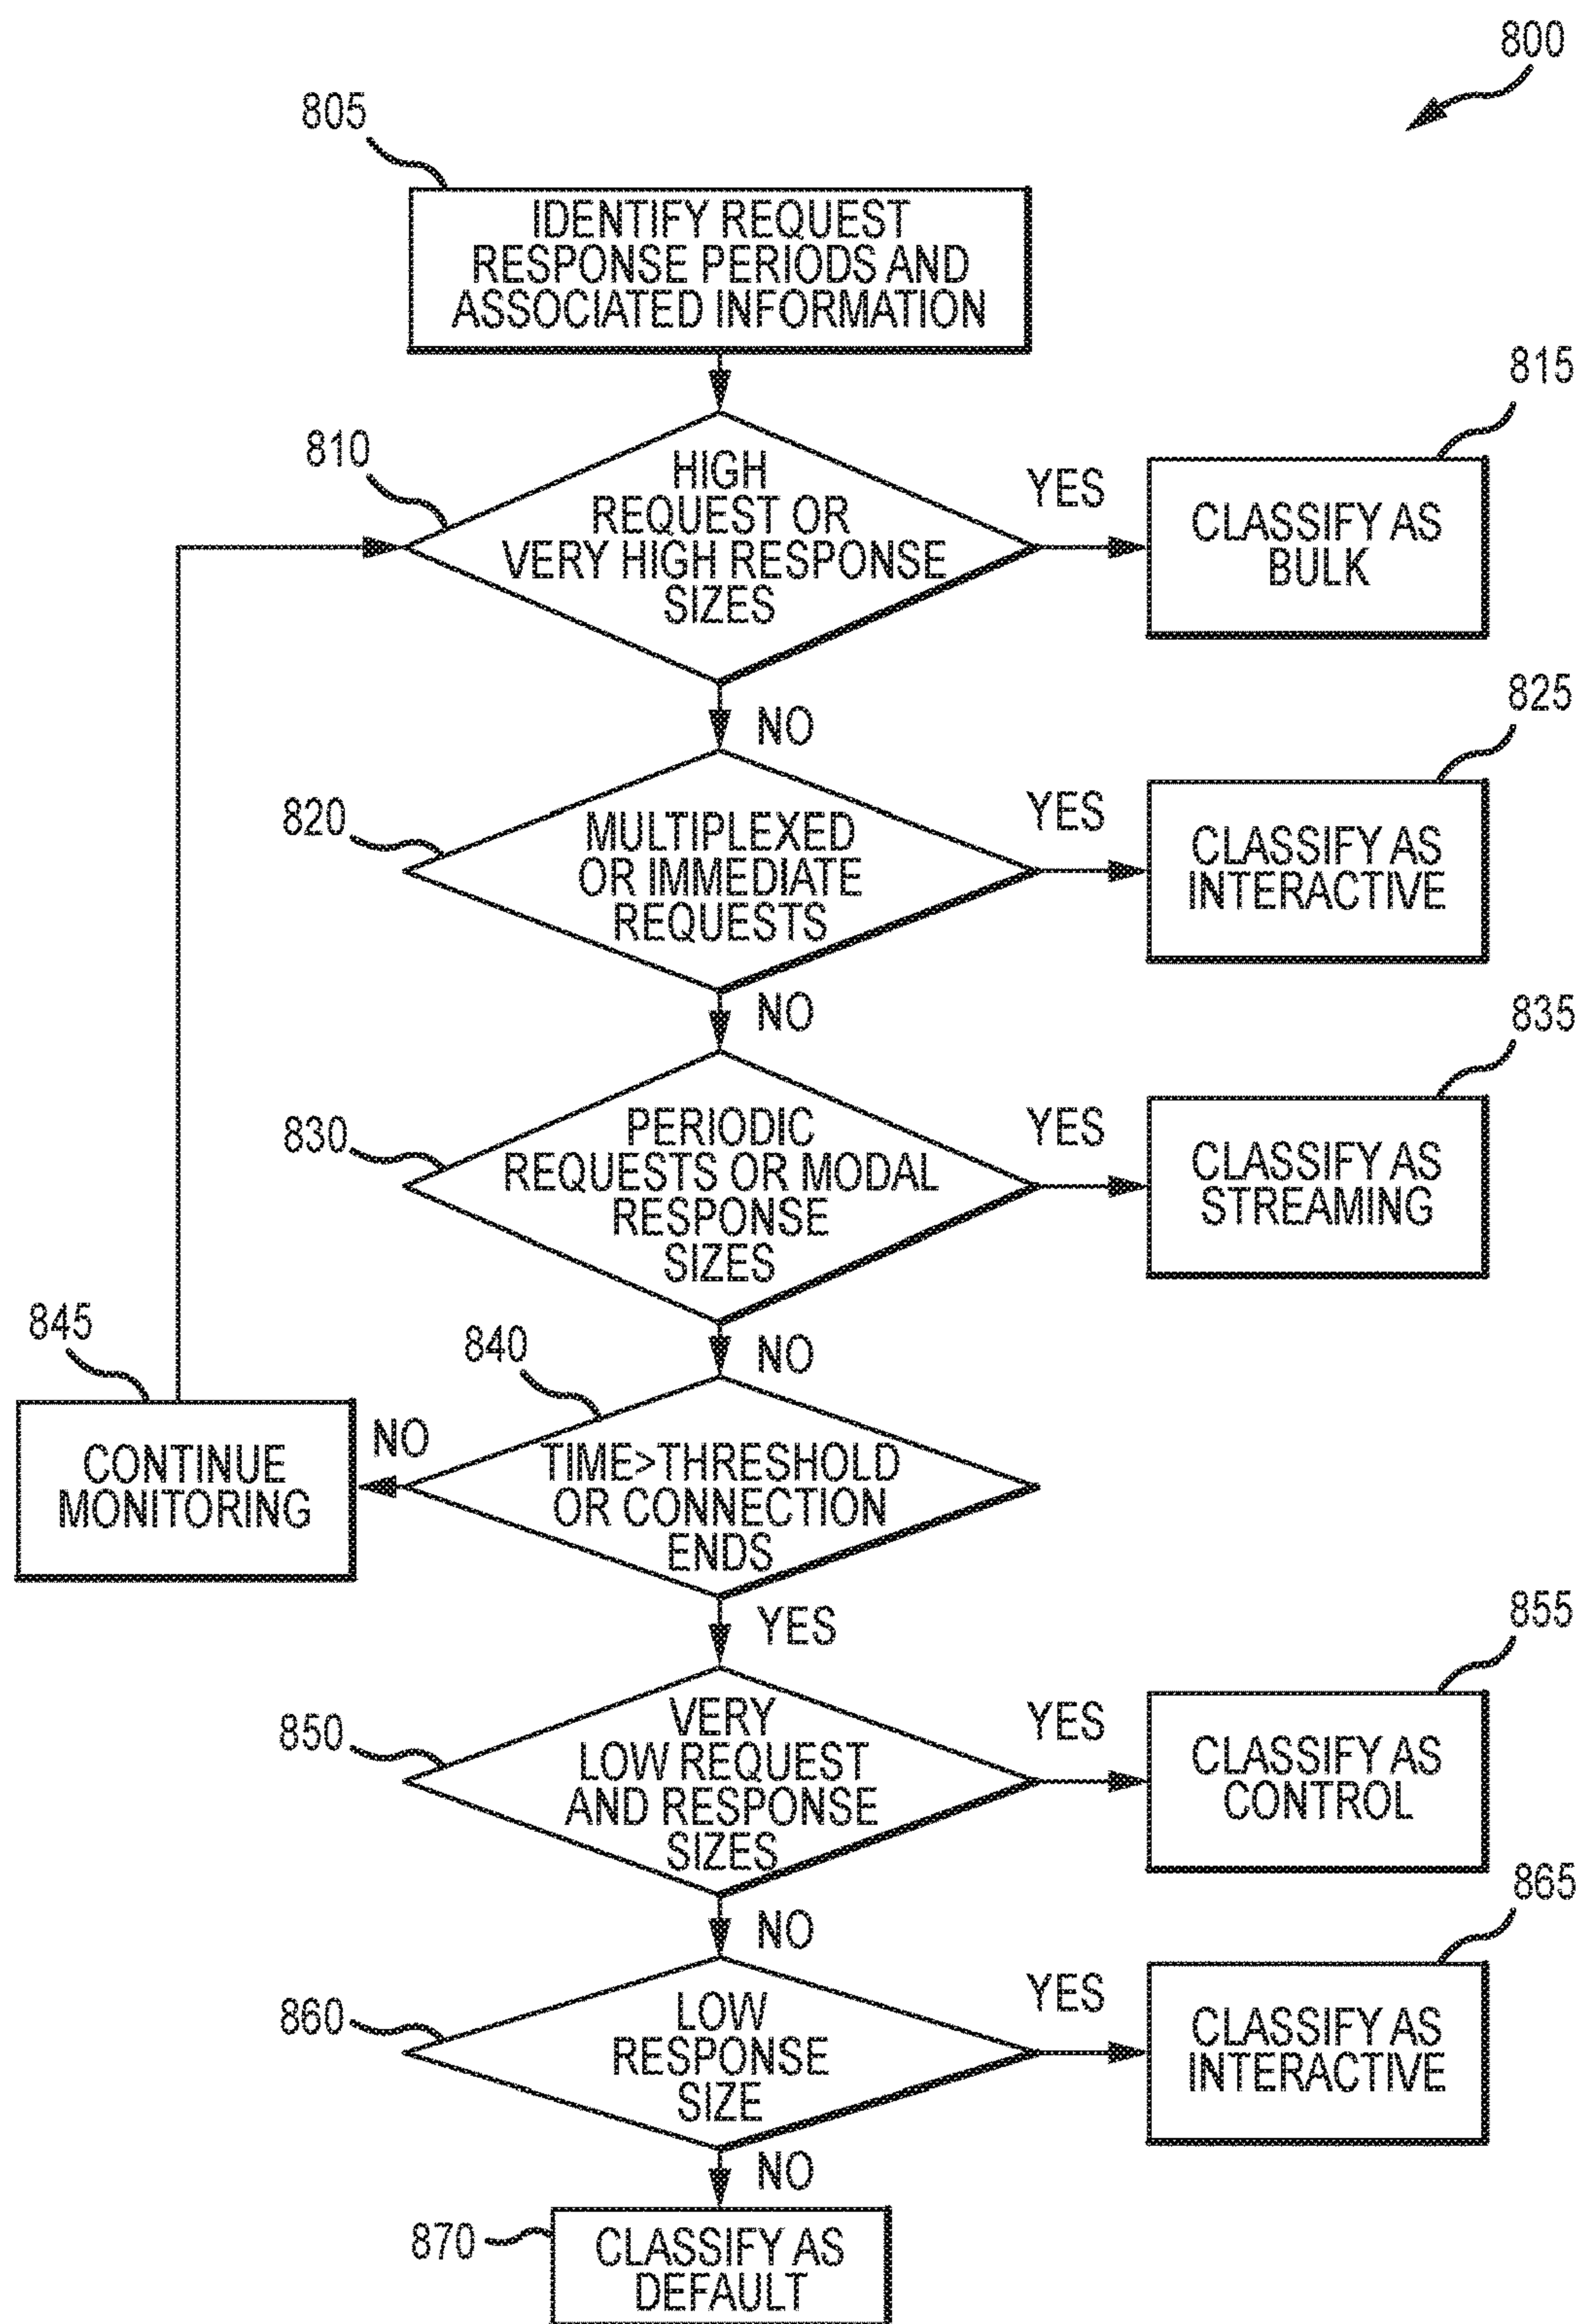 800
805
IDENTIFY REQUEST
RESPONSE PERIODS AND
ASSOCIATED INFORMATION
810
HIGH
REQUEST OR
VERY HIGH RESPONSE
SIZES
YES
815
CLASSIFY AS
BULK
NO
820
MULTIPLEXED
OR IMMEDIATE
REQUESTS
YES
825
CLASSIFY AS
INTERACTIVE
NO
830
PERIODIC
REQUESTS OR MODAL
RESPONSE
SIZES
YES
835
CLASSIFY AS
STREAMING
NO
840
TIME>THRESHOLD
OR CONNECTION
ENDS
NO
845
CONTINUE
MONITORING
YES
850
VERY
LOW REQUEST
AND RESPONSE
SIZES
YES
855
CLASSIFY AS
CONTROL
NO
860
LOW
RESPONSE
SIZE
YES
865
CLASSIFY AS
INTERACTIVE
NO
870
CLASSIFY AS
DEFAULT